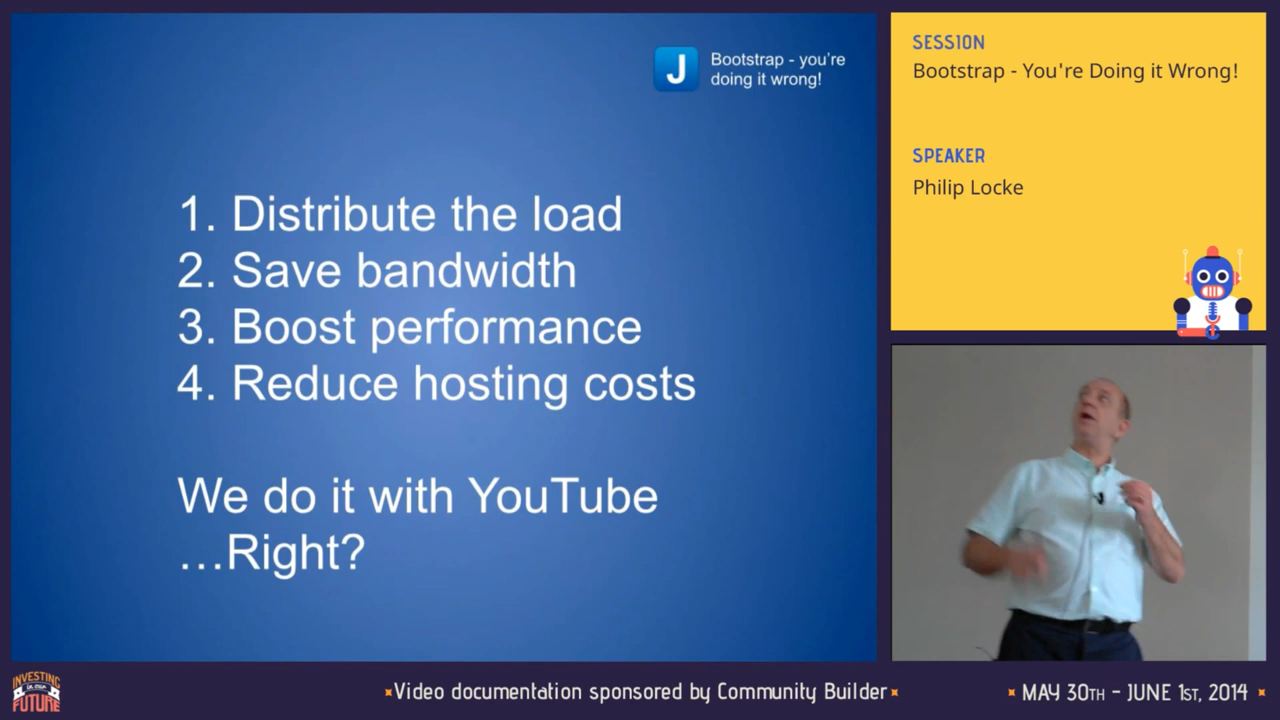 J
Bootstrap - you're
doing it wrong!
1. Distribute the load
2. Save bandwidth
3. Boost performance
4. Reduce hosting costs
We do it with YouTube
…Right?
SESSION
Bootstrap - You're Doing it Wrong!
SPEAKER
Philip Locke
INVESTING
IN OUR
FUTURE
Video documentation sponsored by Community Builder
MAY 30TH - JUNE 1ST, 2014